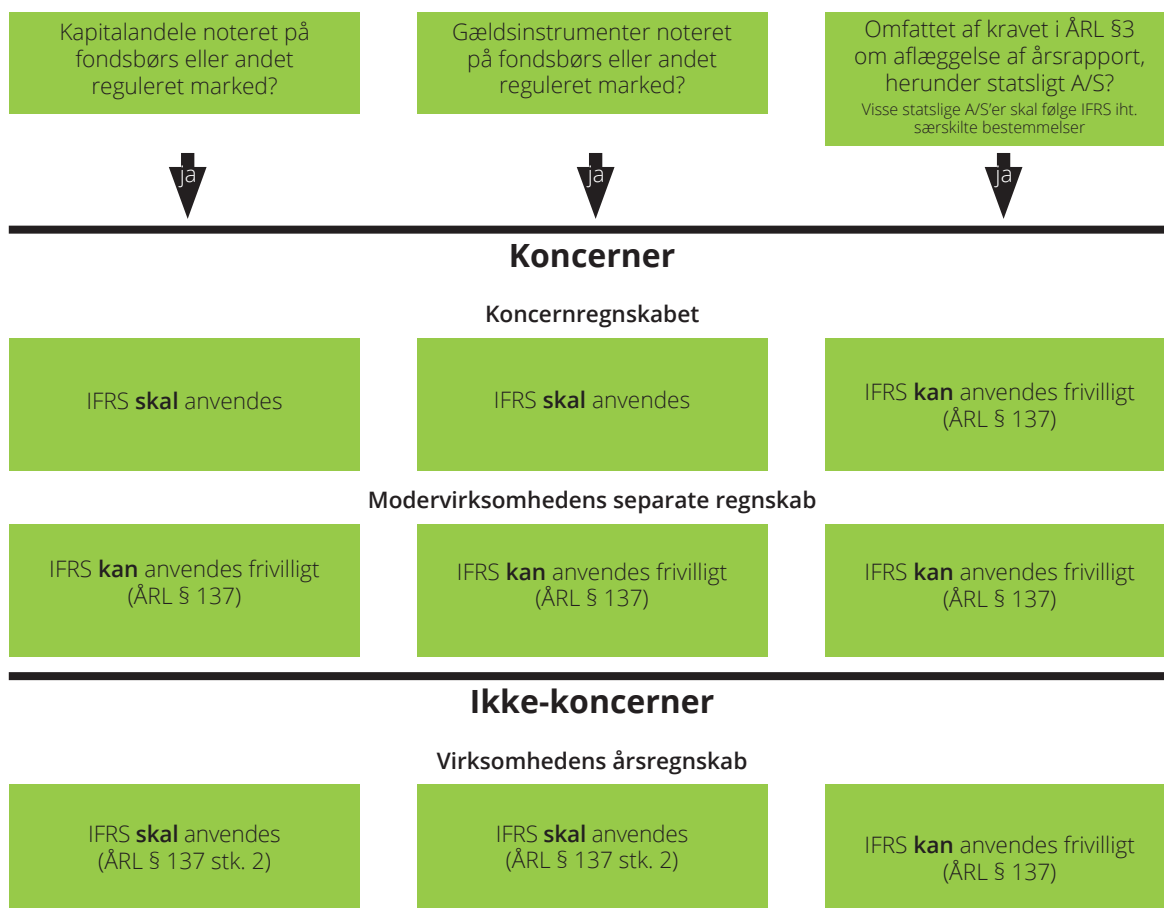 Kapitalandele noteret på
fondsbørs eller andet
reguleret marked?
Gældsinstrumenter noteret
på fondsbørs eller andet
reguleret marked?
Omfattet af kravet i ÅRL §3
om aflæggelse af årsrapport,
herunder statsligt A/S?
Visse statslige A/S'er skal følge IFRS iht.
særskilte bestemmelser
ja
ja
ja
Koncerner
Koncernregnskabet
IFRS skal anvendes
IFRS skal anvendes
IFRS kan anvendes frivilligt
(ÅRL § 137)
Modervirksomhedens separate regnskab
IFRS kan anvendes frivilligt
(ÅRL § 137)
IFRS kan anvendes frivilligt
(ÅRL § 137)
IFRS kan anvendes frivilligt
(ÅRL § 137)
Ikke-koncerner
Virksomhedens årsregnskab
IFRS skal anvendes
(ÅRL § 137 stk. 2)
IFRS skal anvendes
(ÅRL § 137 stk. 2)
IFRS kan anvendes frivilligt
(ÅRL § 137)